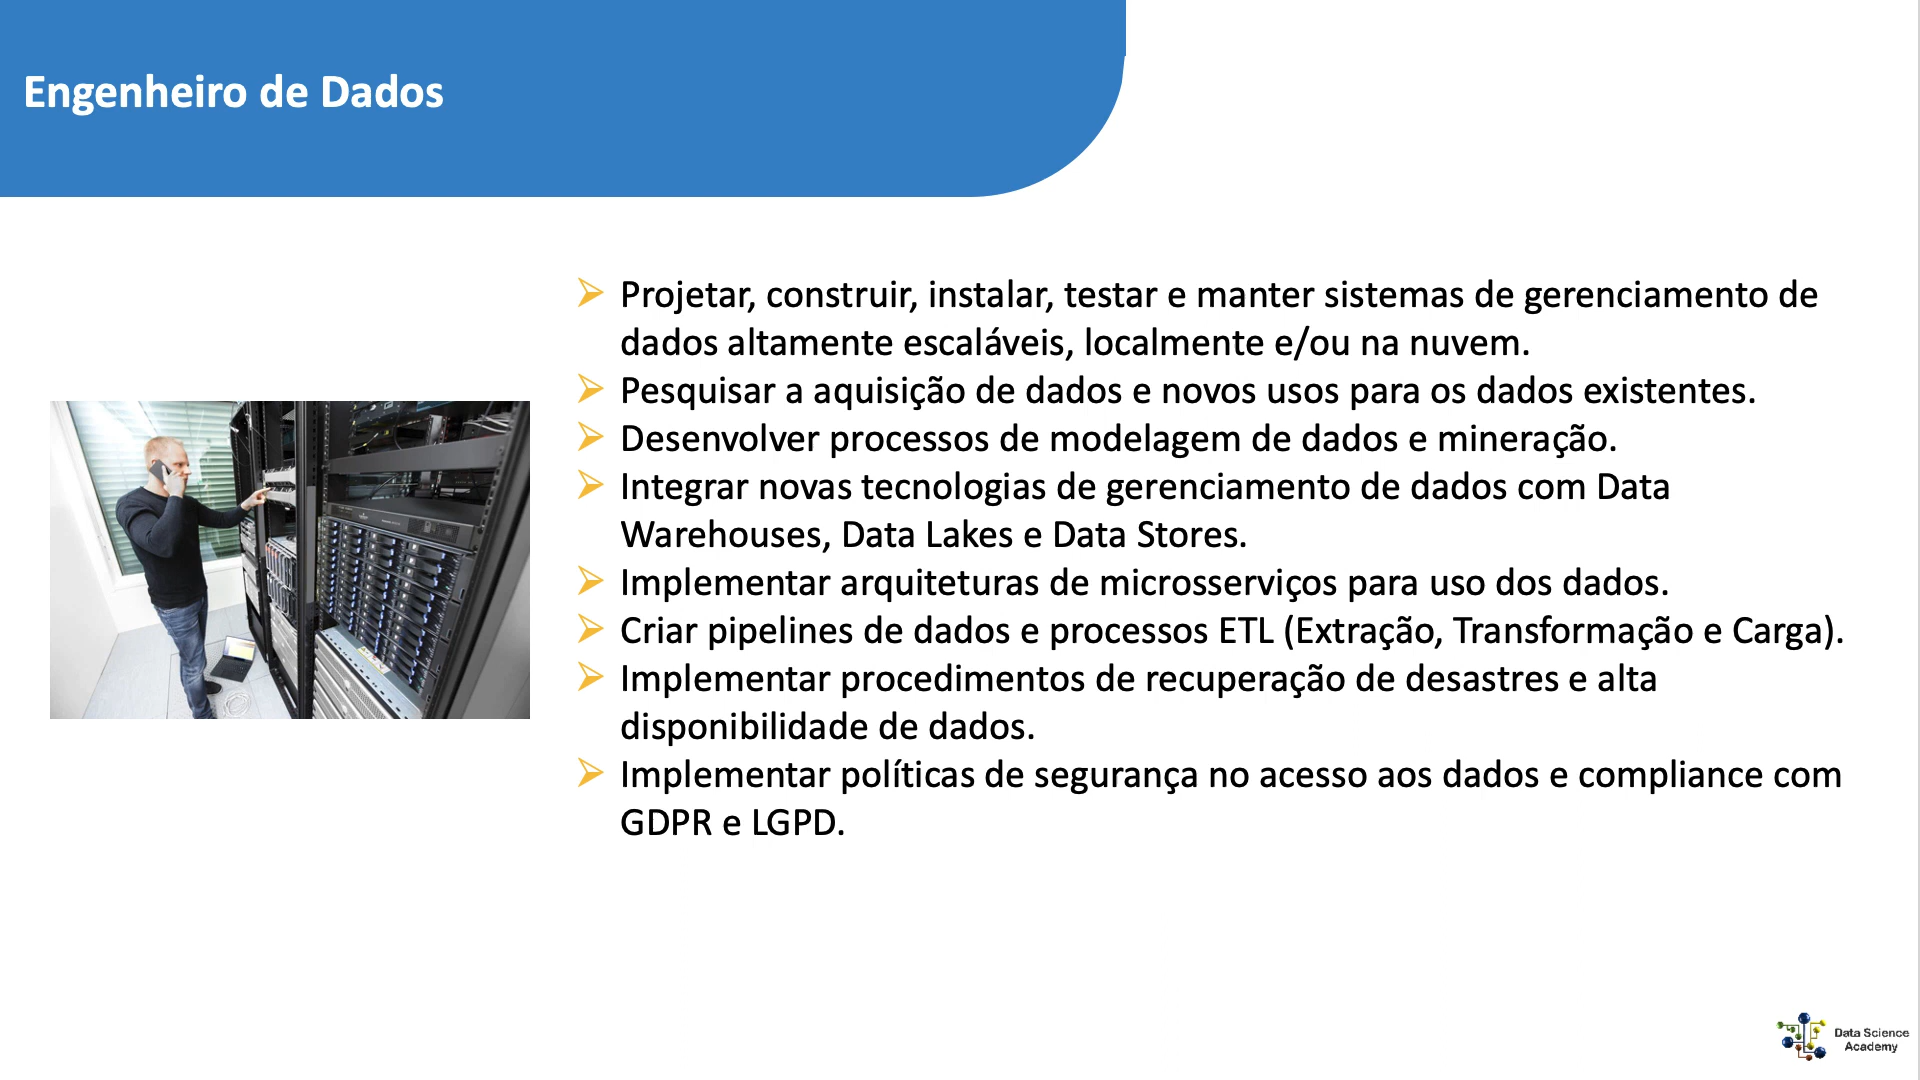 Engenheiro de Dados
Projetar, construir, instalar, testar e manter sistemas de gerenciamento de
dados altamente escaláveis, localmente e/ou na nuvem.
Pesquisar a aquisição de dados e novos usos para os dados existentes.
Desenvolver processos de modelagem de dados e mineração.
Integrar novas tecnologias de gerenciamento de dados com Data
Warehouses, Data Lakes e Data Stores.
Implementar arquiteturas de microsserviços para uso dos dados.
Criar pipelines de dados e processos ETL (Extração, Transformação e Carga).
Implementar procedimentos de recuperação de desastres e alta
disponibilidade de dados.
Implementar políticas de segurança no acesso aos dados e compliance com
GDPR e LGPD.
Data Science
Academy